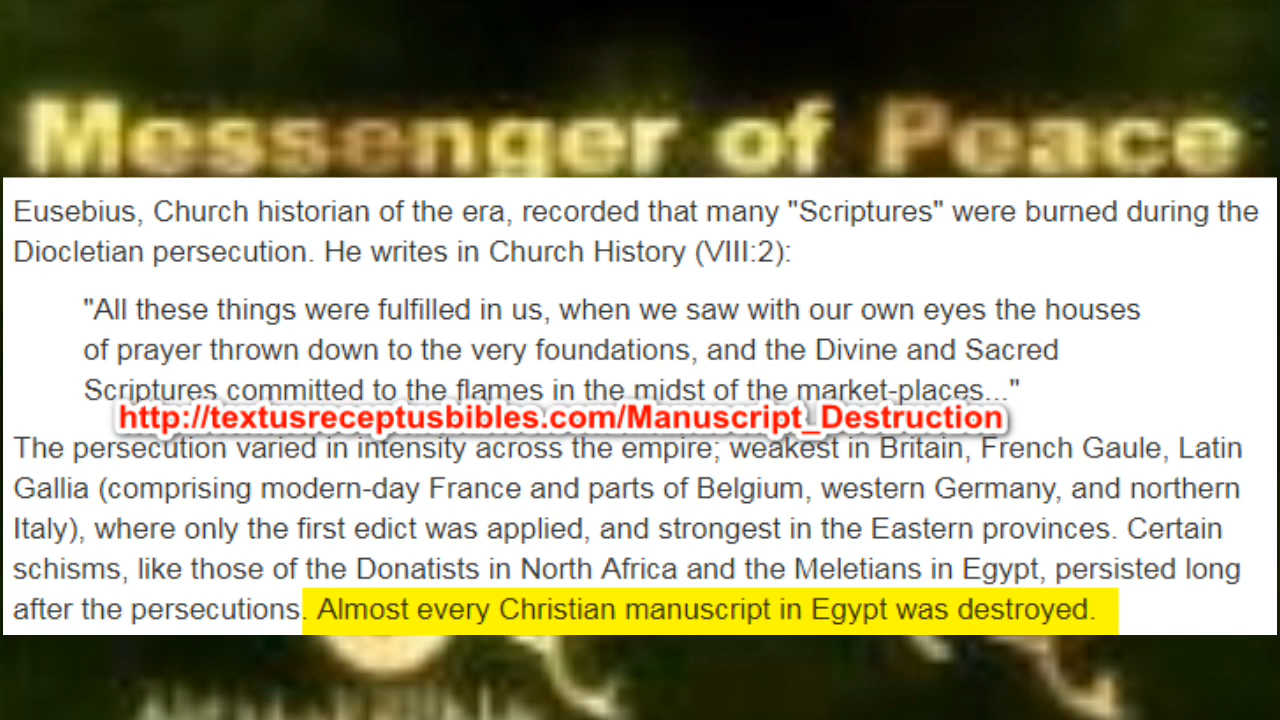 Messenger of Peace
Eusebius, Church historian of the era, recorded that many "Scriptures" were burned during the
Diocletian persecution. He writes in Church History (VIII:2):
"All these things were fulfilled in us, when we saw with our own eyes the houses
of prayer thrown down to the very foundations, and the Divine and Sacred
Scriptures committed to the flames in the midst of the market-places..."
http://textusreceptusbibles.com/Manuscript_Destruction
The persecution varied in intensity across the empire; weakest in Britain, French Gaule, Latin
Gallia (comprising modern-day France and parts of Belgium, western Germany, and northern
Italy), where only the first edict was applied, and strongest in the Eastern provinces. Certain
schisms, like those of the Donatists in North Africa and the Meletians in Egypt, persisted long
after the persecutions. Almost every Christian manuscript in Egypt was destroyed.